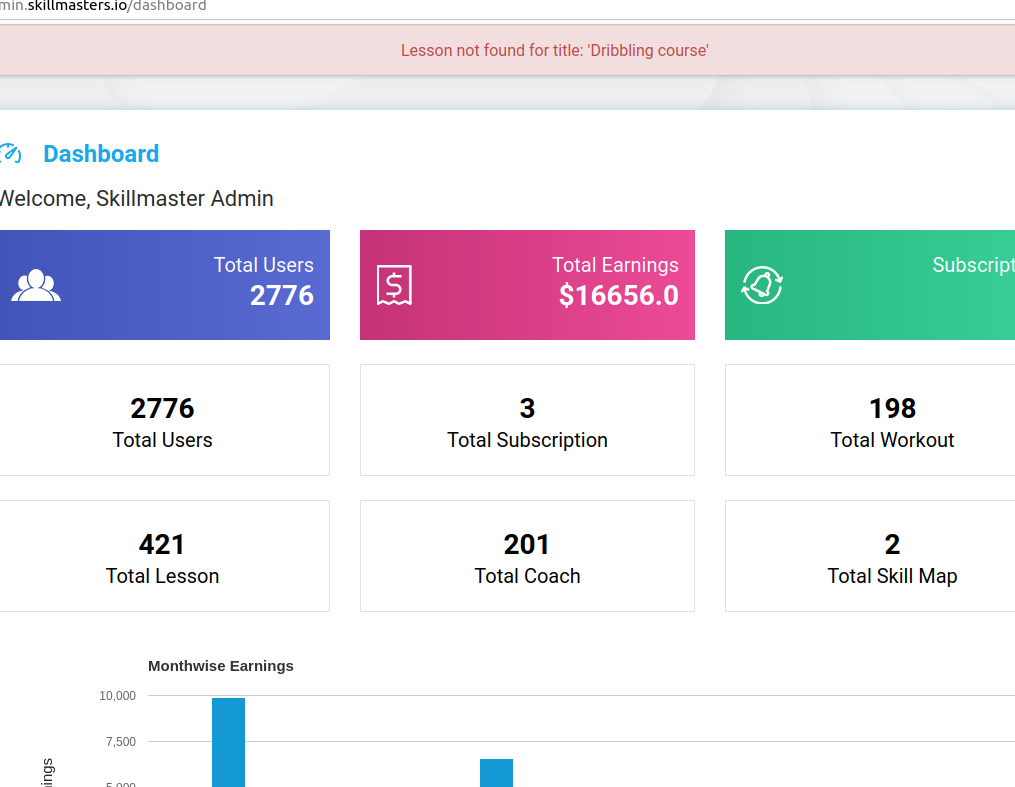 min.skillmasters.io/dashboard
Lesson not found for title: 'Dribbling course'
Dashboard
Welcome, Skillmaster Admin
Total Users
2776
Total Earnings
$16656.0
Subscript
2776
Total Users
3
Total Subscription
198
Total Workout
421
Total Lesson
201
Total Coach
2
Total Skill Map
Monthwise Earnings
10,000
7,500
5,000
ings